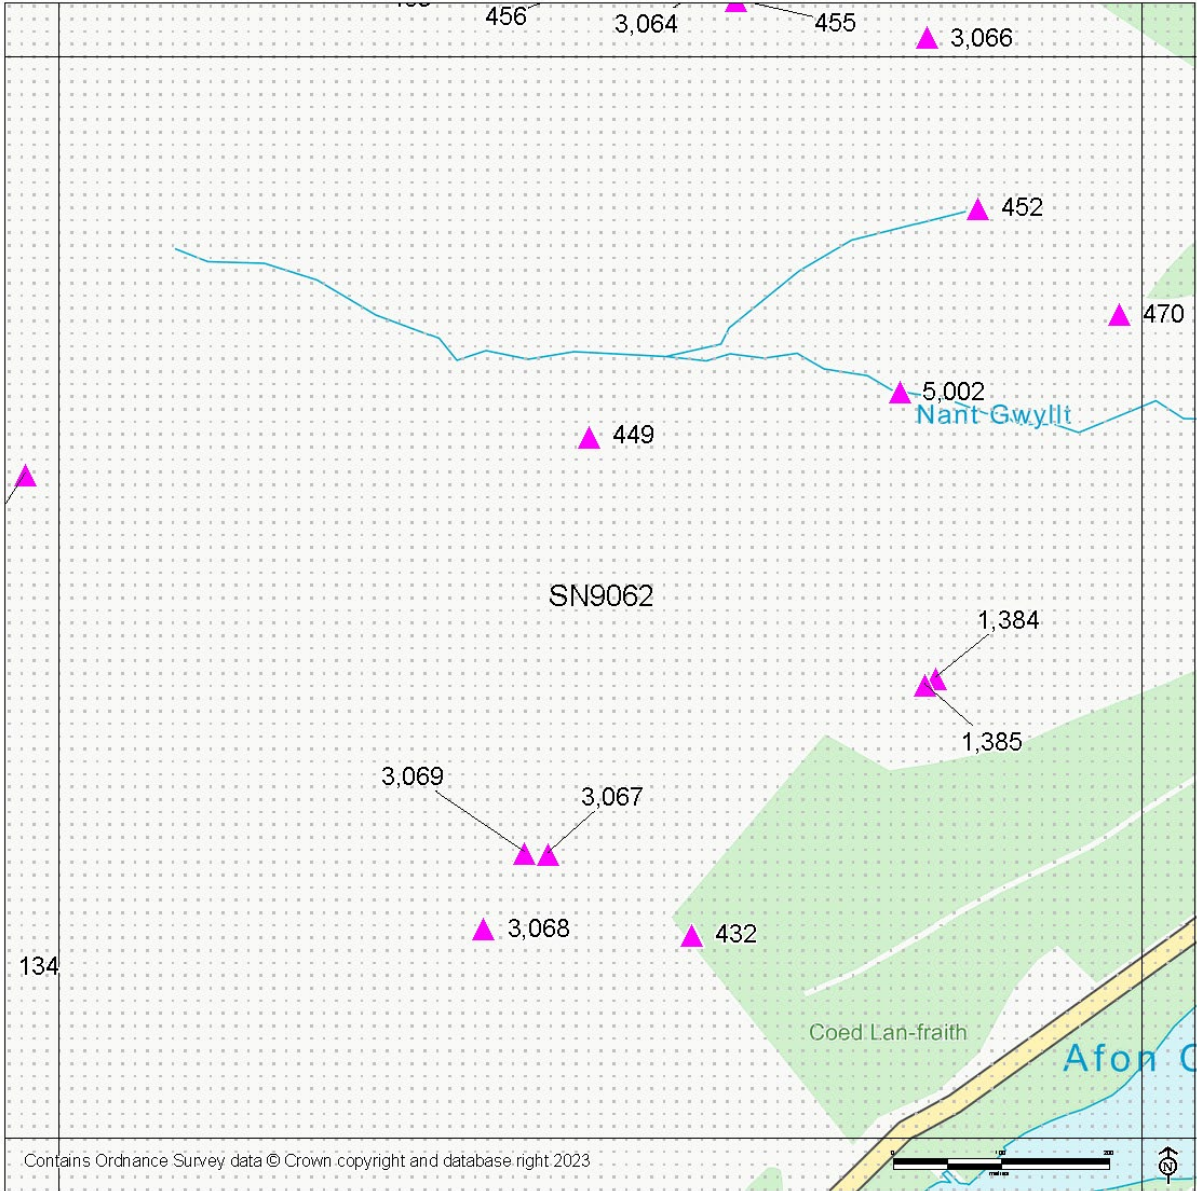 456
3,064
455
3,066
452
470
5,002
Nant Gwyllt
449
SN9062
1,384
1,385
3,069
3,067
3,068
432
134
Coed Lan-fraith
Afon C
Contains Ordnance Survey data © Crown copyright and database right 2023
N